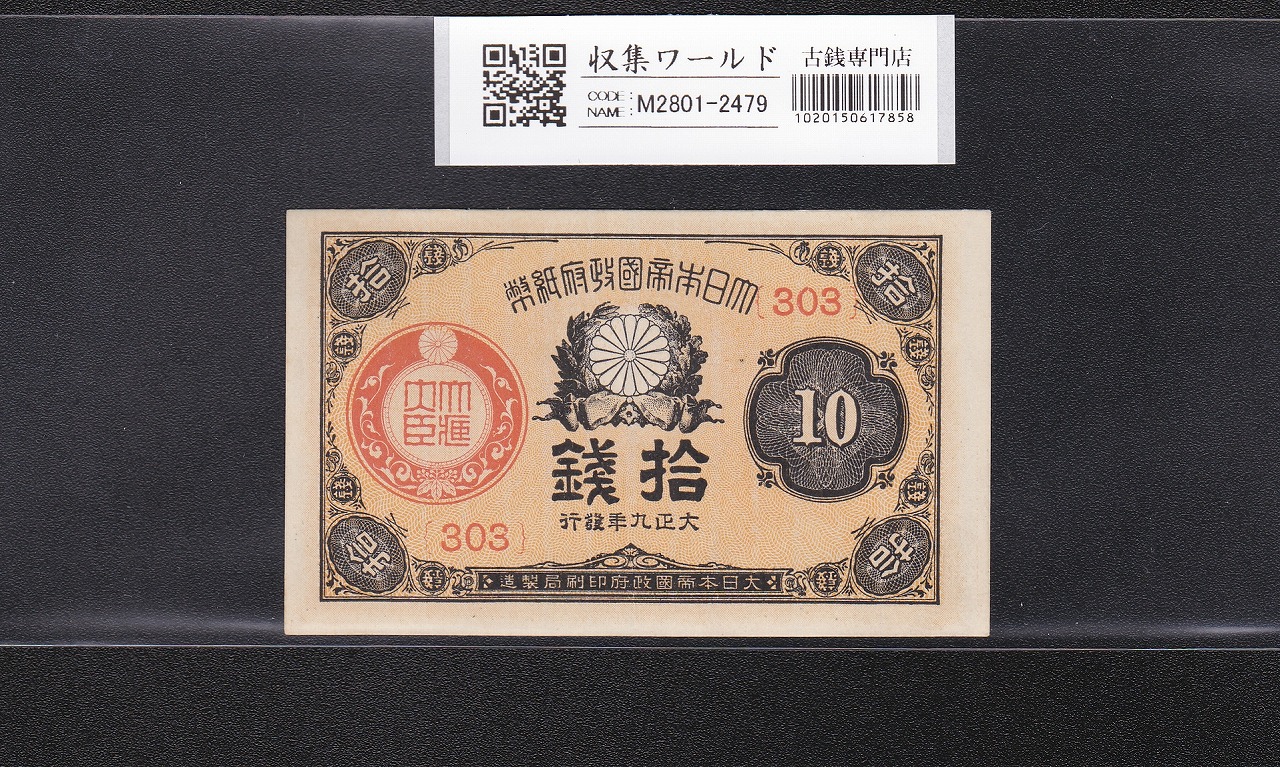 収集ワールド
古銭専門店
CODE:
NAME: M2801-2479
1020150617858
拾
拾
大日本帝國政府紙幣
{303}
大藏大臣
10
拾錢
大正九年發行
{303}
拾
拾
大日本帝國政府印刷局製造